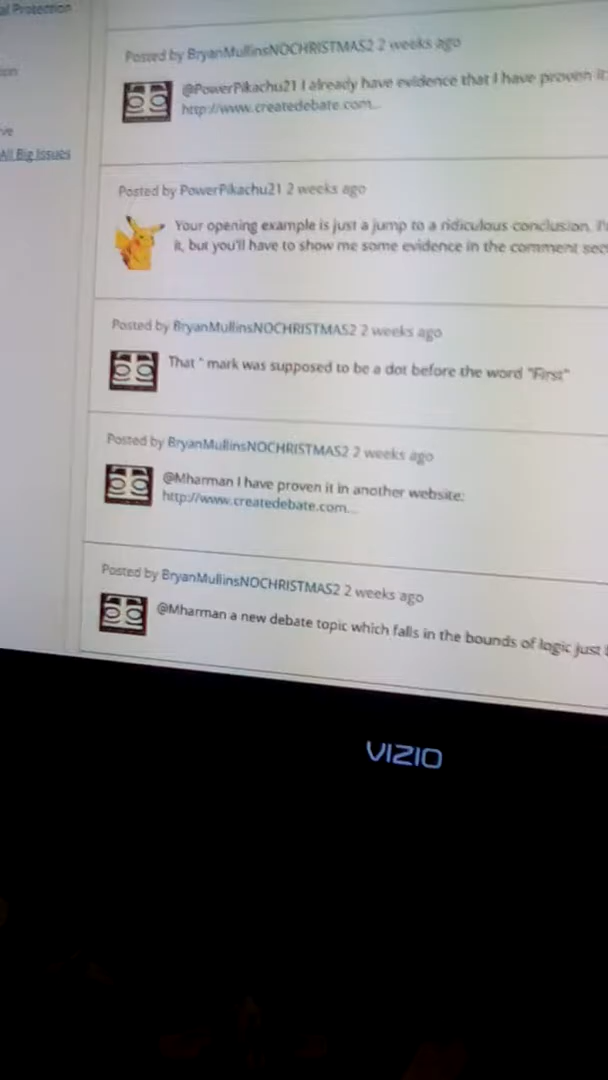 al Protection
Posted by BryanMullinsNOCHRISTMAS2 2 weeks ago
@PowerPikachu21 I already have evidence that I have proven it
http://www.createdebate.com...
All Big Issues
Posted by PowerPikachu21 2 weeks ago
Your opening example is just a jump to a ridiculous conclusion.
it, but you'll have to show me some evidence in the comment sec
Posted by BryanMullinsNOCHRISTMAS2 2 weeks ago
That " mark was supposed to be a dot before the word "First"
Posted by BryanMullinsNOCHRISTMAS2 2 weeks ago
@Mharman I have proven it in another website:
http://www.createdebate.com...
Posted by BryanMullinsNOCHRISTMAS2 2 weeks ago
@Mharman a new debate topic which falls in the bounds of logic just
VIZIO